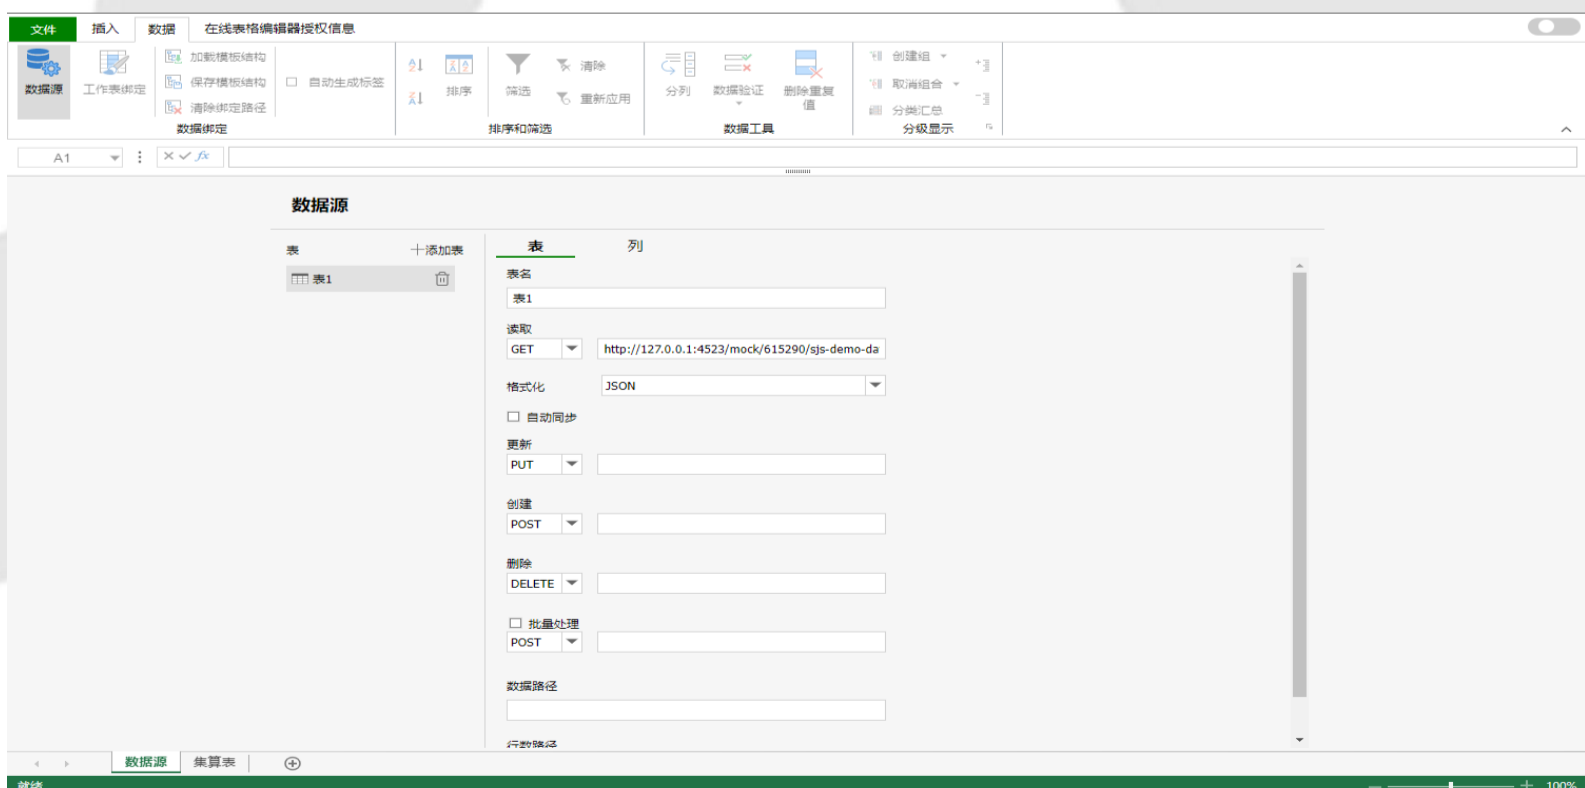 文件 插入 数据 在线表格编辑器授权信息
数据源
工作表绑定
加载模板结构
保存模板结构
清除绑定路径
自动生成标签
数据绑定
排序
筛选
清除
重新应用
排序和筛选
分列
数据验证
删除重复
值
数据工具
创建组
取消组合
分类汇总
分级显示
A1
fx
数据源
表 添加表
表1
表 列
表名
表1
读取
GET http://127.0.0.1:4523/mock/615290/sjs-demo-da
格式化 JSON
自动同步
更新
PUT
创建
POST
删除
DELETE
批量处理
POST
数据路径
行数路径
数据源 集算表
就绪 100%